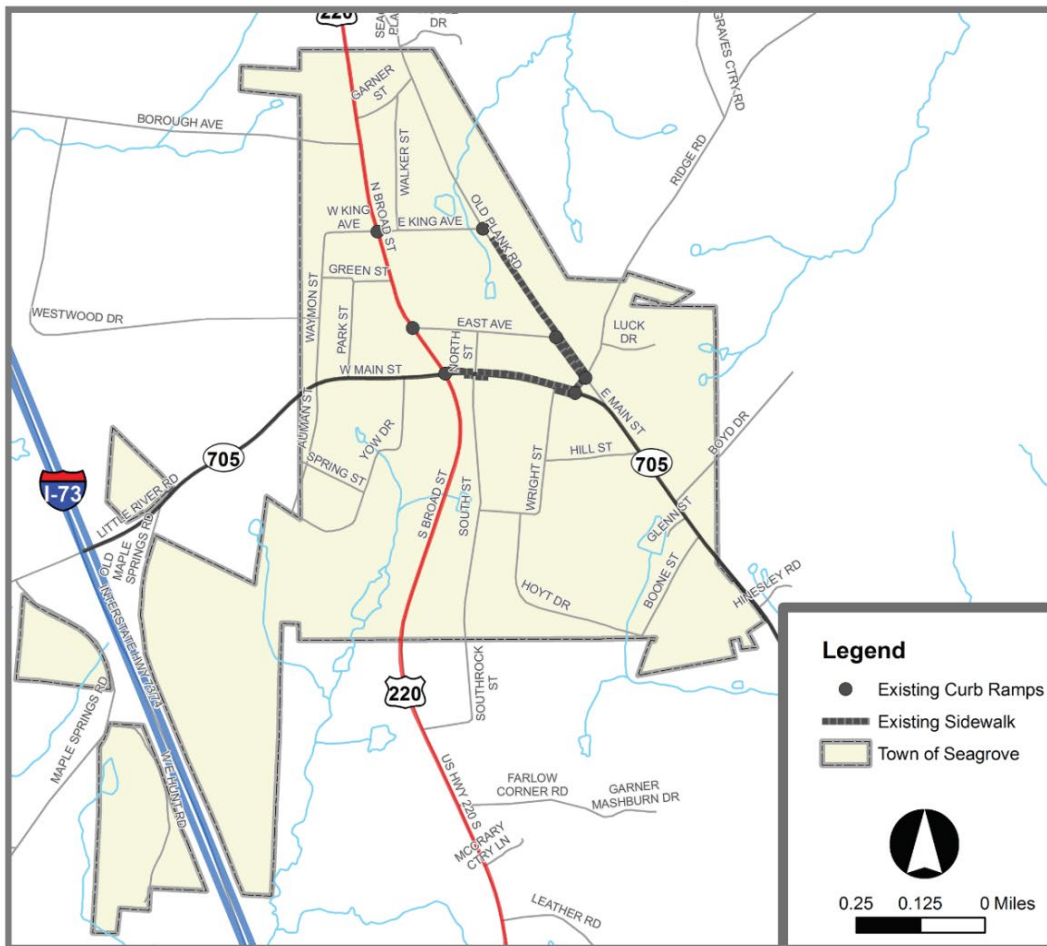 220
SEAG
PLA
DR
GRAVES CTRY RD
GARNER
ST
BOROUGH AVE
WALKER ST
RIDGE RD
N BROAD ST
W KING
AVE
E KING AVE
OLD PLANK RD
GREEN ST
WAYMON ST
WESTWOOD DR
PARK ST
EAST AVE
NORTH
ST
LUCK
DR
W MAIN ST
E MAIN ST
AUMAN ST
YOW DR
BOYD DR
HILL ST
705
705
SPRING ST
WRIGHT ST
I-73
LITTLE RIVER RD
S BROAD ST
SOUTH ST
GLENN ST
OLD
MAPLE
SPRINGS RD
BOONE ST
HINESLEY RD
HOYT DR
INTERSTATE HWY 73/74
SOUTHROCK
ST
220
MAPLE SPRINGS RD
W E HUNT RD
US HWY 220 S
FARLOW
CORNER RD
GARNER
MASHBURN DR
MCCRARY
CTRY LN
LEATHER RD
Legend
Existing Curb Ramps
Existing Sidewalk
Town of Seagrove
0.25 0.125 0 Miles